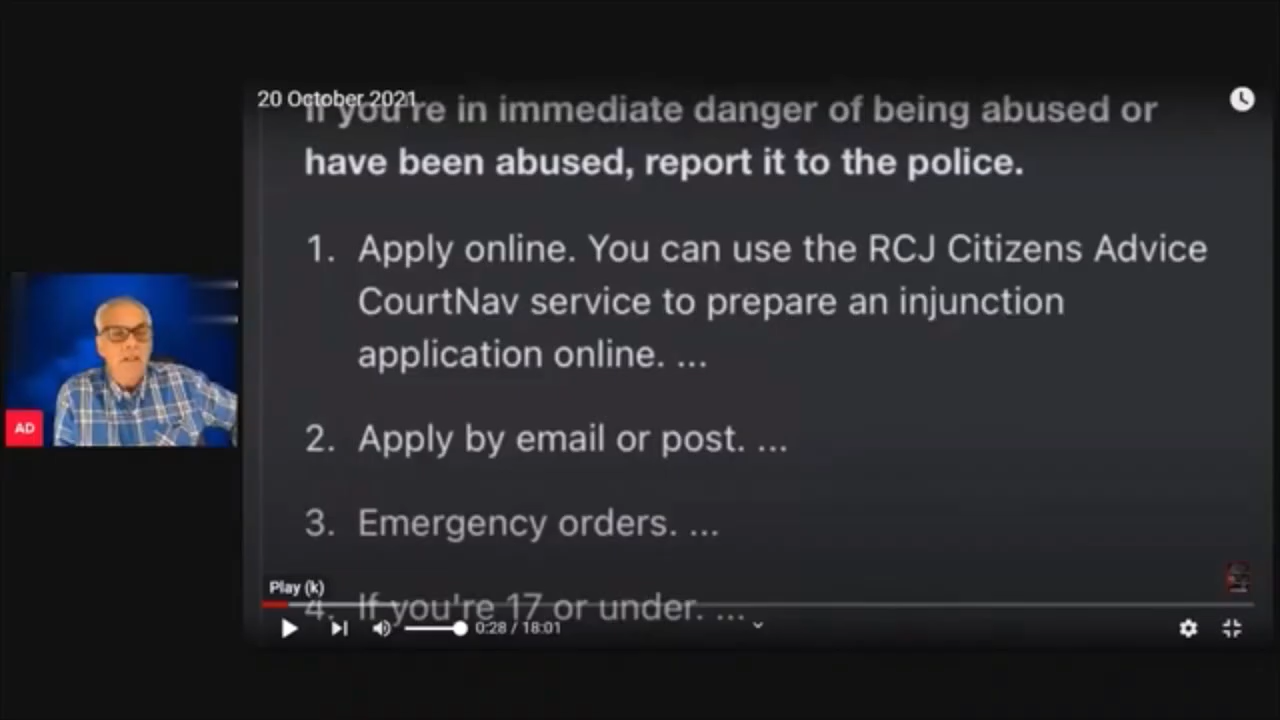 20 October 2021
If you're in immediate danger of being abused or
have been abused, report it to the police.
1. Apply online. You can use the RCJ Citizens Advice
CourtNav service to prepare an injunction
application online. ...
2. Apply by email or post. ...
3. Emergency orders. ...
Play (k)
4. If you're 17 or under. ...
0:28 / 18:01
AD